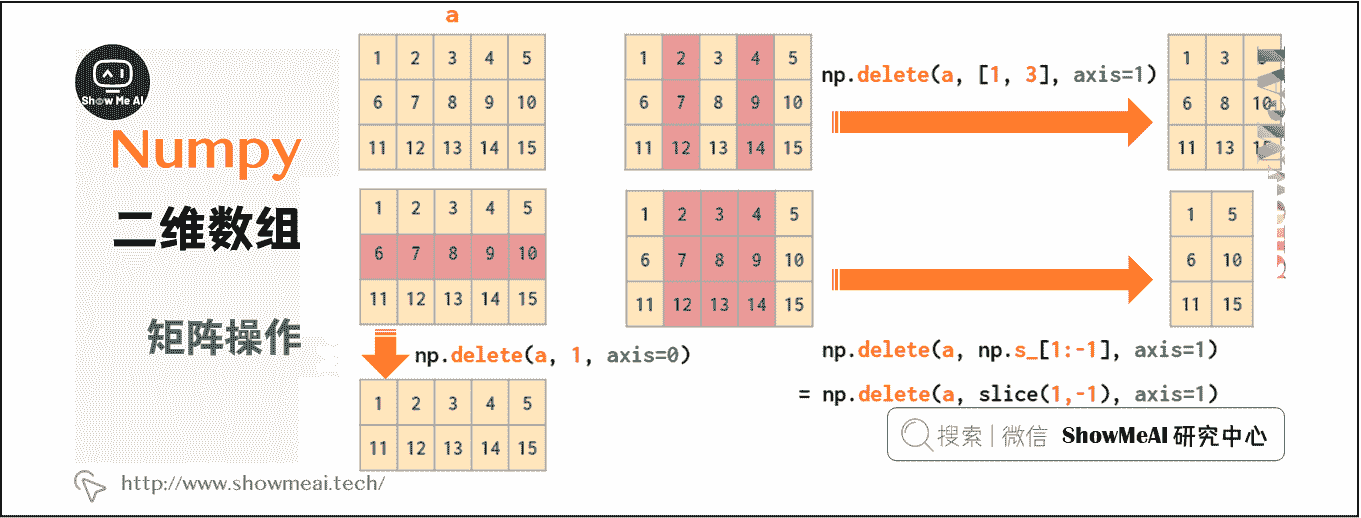 a
Show Me AI
Numpy
二维数组
矩阵操作
1 2 3 4 5
6 7 8 9 10
11 12 13 14 15
1 2 3 4 5
6 7 8 9 10
11 12 13 14 15
np.delete(a, [1, 3], axis=1)
1 3
6 8 10
11 13
1 2 3 4 5
6 7 8 9 10
11 12 13 14 15
np.delete(a, 1, axis=0)
1 2 3 4 5
11 12 13 14 15
1 2 3 4 5
6 7 8 9 10
11 12 13 14 15
1 5
6 10
11 15
np.delete(a, np.s_[1:-1], axis=1)
= np.delete(a, slice(1,-1), axis=1)
搜索 | 微信 ShowMeAI 研究中心
http://www.showmeai.tech/